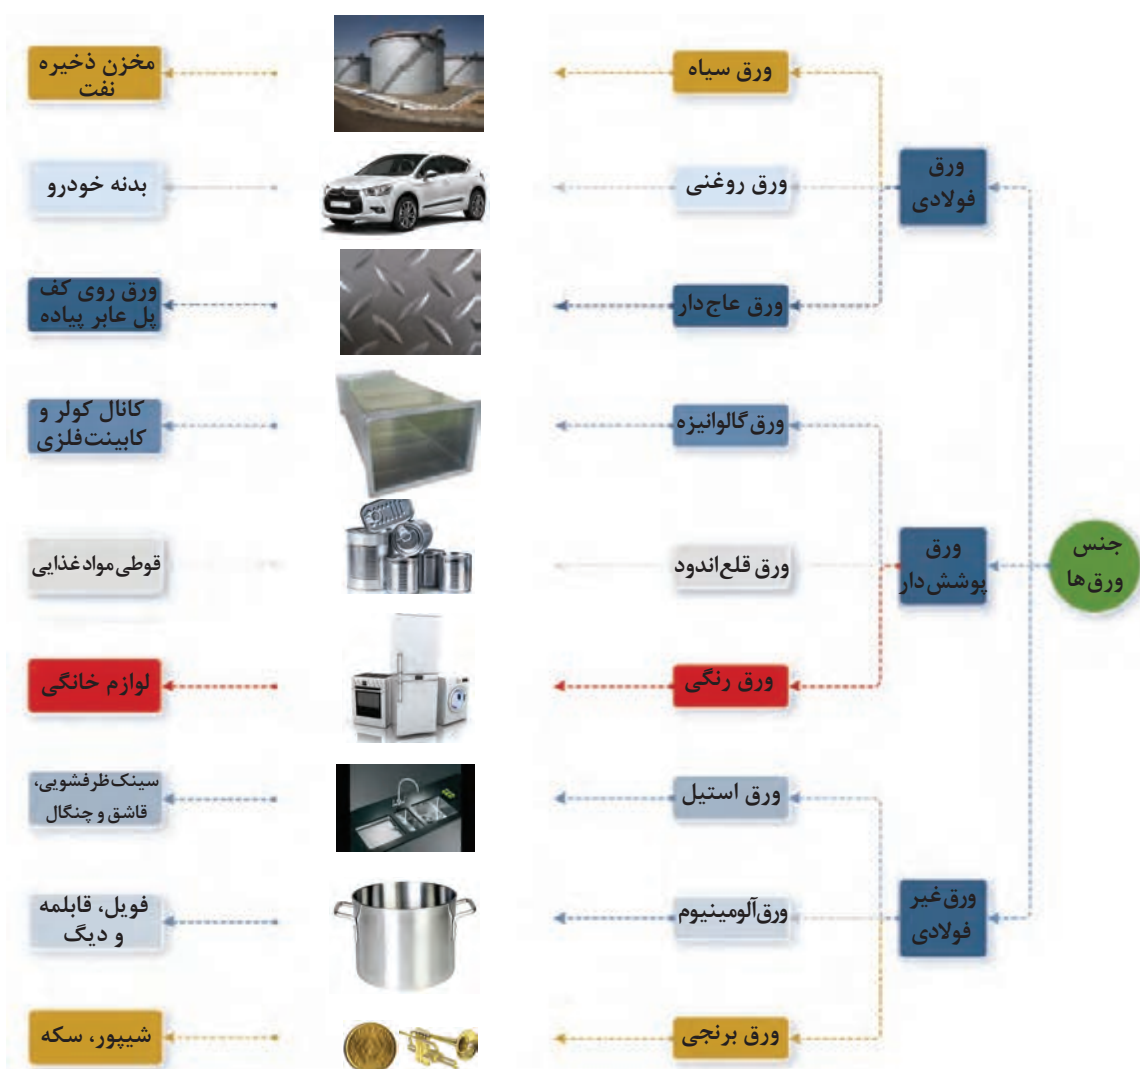 جنس
ورق‌ها
ورق
فولادی
ورق سیاه
مخزن ذخیره
نفت
ورق روغنی
بدنه خودرو
ورق عاج‌دار
ورق روی کف
پل عابر پیاده
ورق
پوشش‌دار
ورق گالوانیزه
کانال کولر و
کابینت فلزی
ورق قلع‌اندود
قوطی مواد غذایی
ورق رنگی
لوازم خانگی
ورق غیر
فولادی
ورق استیل
سینک ظرفشویی،
قاشق و چنگال
ورق آلومینیوم
فویل، قابلمه
و دیگ
ورق برنجی
شیپور، سکه